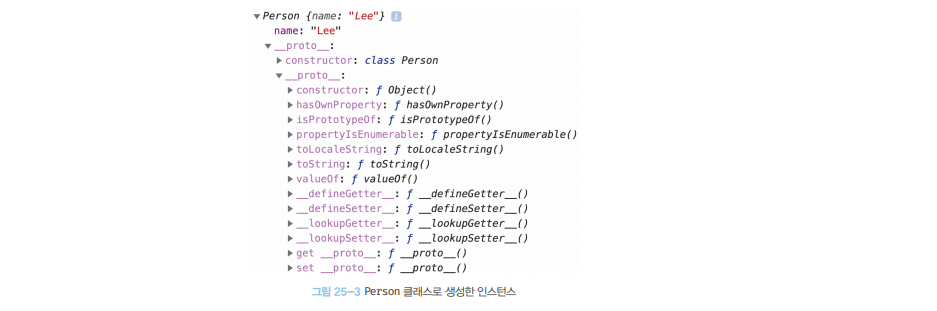 ▼Person {name: "Lee"} i
name: "Lee"
▼__proto__:
▶constructor: class Person
▼__proto__:
▶constructor: ƒ Object()
▶hasOwnProperty: ƒ hasOwnProperty()
▶isPrototypeOf: ƒ isPrototypeOf()
▶propertyIsEnumerable: ƒ propertyIsEnumerable()
▶toLocaleString: ƒ toLocaleString()
▶toString: ƒ toString()
▶valueOf: ƒ valueOf()
▶__defineGetter__: ƒ __defineGetter__()
▶__defineSetter__: ƒ __defineSetter__()
▶__lookupGetter__: ƒ __lookupGetter__()
▶__lookupSetter__: ƒ __lookupSetter__()
▶get __proto__: ƒ __proto__()
▶set __proto__: ƒ __proto__()
그림 25-3 Person 클래스로 생성한 인스턴스